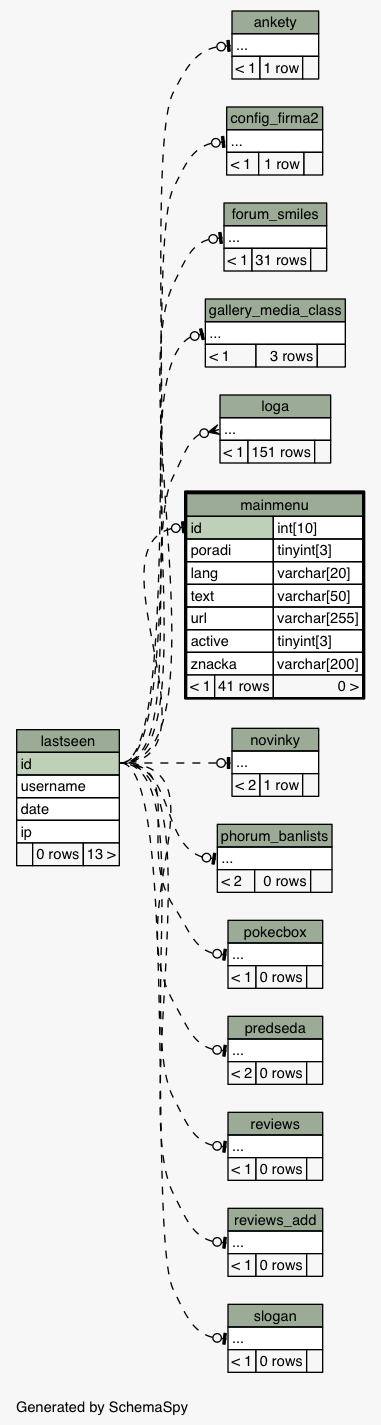 ankety
...
< 1 1 row
config_firma2
...
< 1 1 row
forum_smiles
...
< 1 31 rows
gallery_media_class
...
< 1 3 rows
loga
...
< 1 151 rows
mainmenu
id int[10]
poradi tinyint[3]
lang varchar[20]
text varchar[50]
url varchar[255]
active tinyint[3]
znacka varchar[200]
< 1 41 rows 0 >
lastseen
id
username
date
ip
0 rows 13 >
novinky
...
< 2 1 row
phorum_banlists
...
< 2 0 rows
pokecbox
...
< 1 0 rows
predseda
...
< 2 0 rows
reviews
...
< 1 0 rows
reviews_add
...
< 1 0 rows
slogan
...
< 1 0 rows
Generated by SchemaSpy